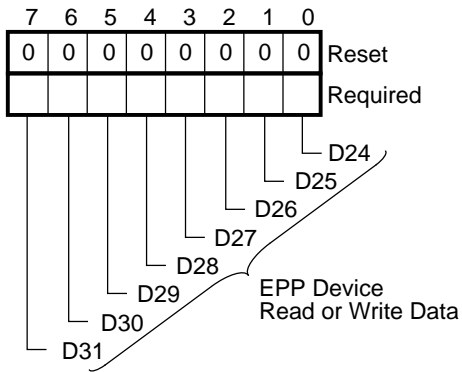 7 6 5 4 3 2 1 0
0 0 0 0 0 0 0 0 Reset
Required
D24
D25
D26
D27
D28
D29
D30
D31
EPP Device
Read or Write Data